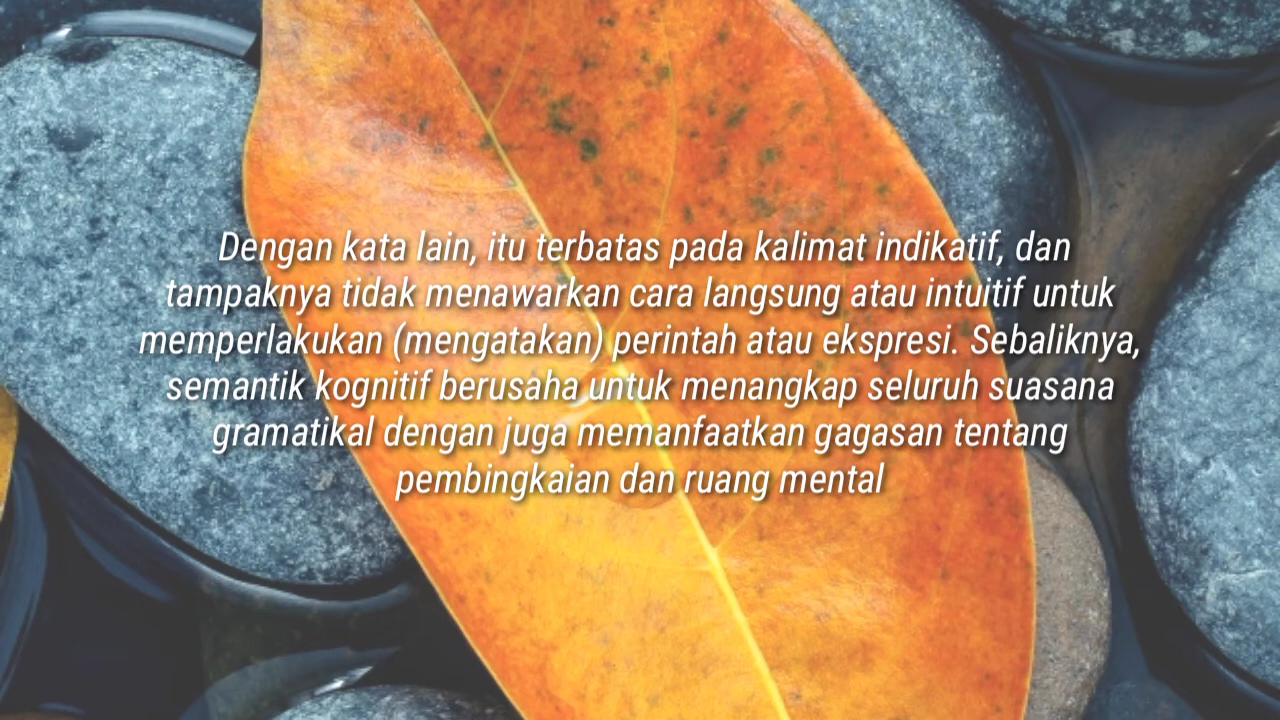 Dengan kata lain, itu terbatas pada kalimat indikatif, dan
tampaknya tidak menawarkan cara langsung atau intuitif untuk
memperlakukan (mengatakan) perintah atau ekspresi. Sebaliknya,
semantik kognitif berusaha untuk menangkap seluruh suasana
gramatikal dengan juga memanfaatkan gagasan tentang
pembingkaian dan ruang mental